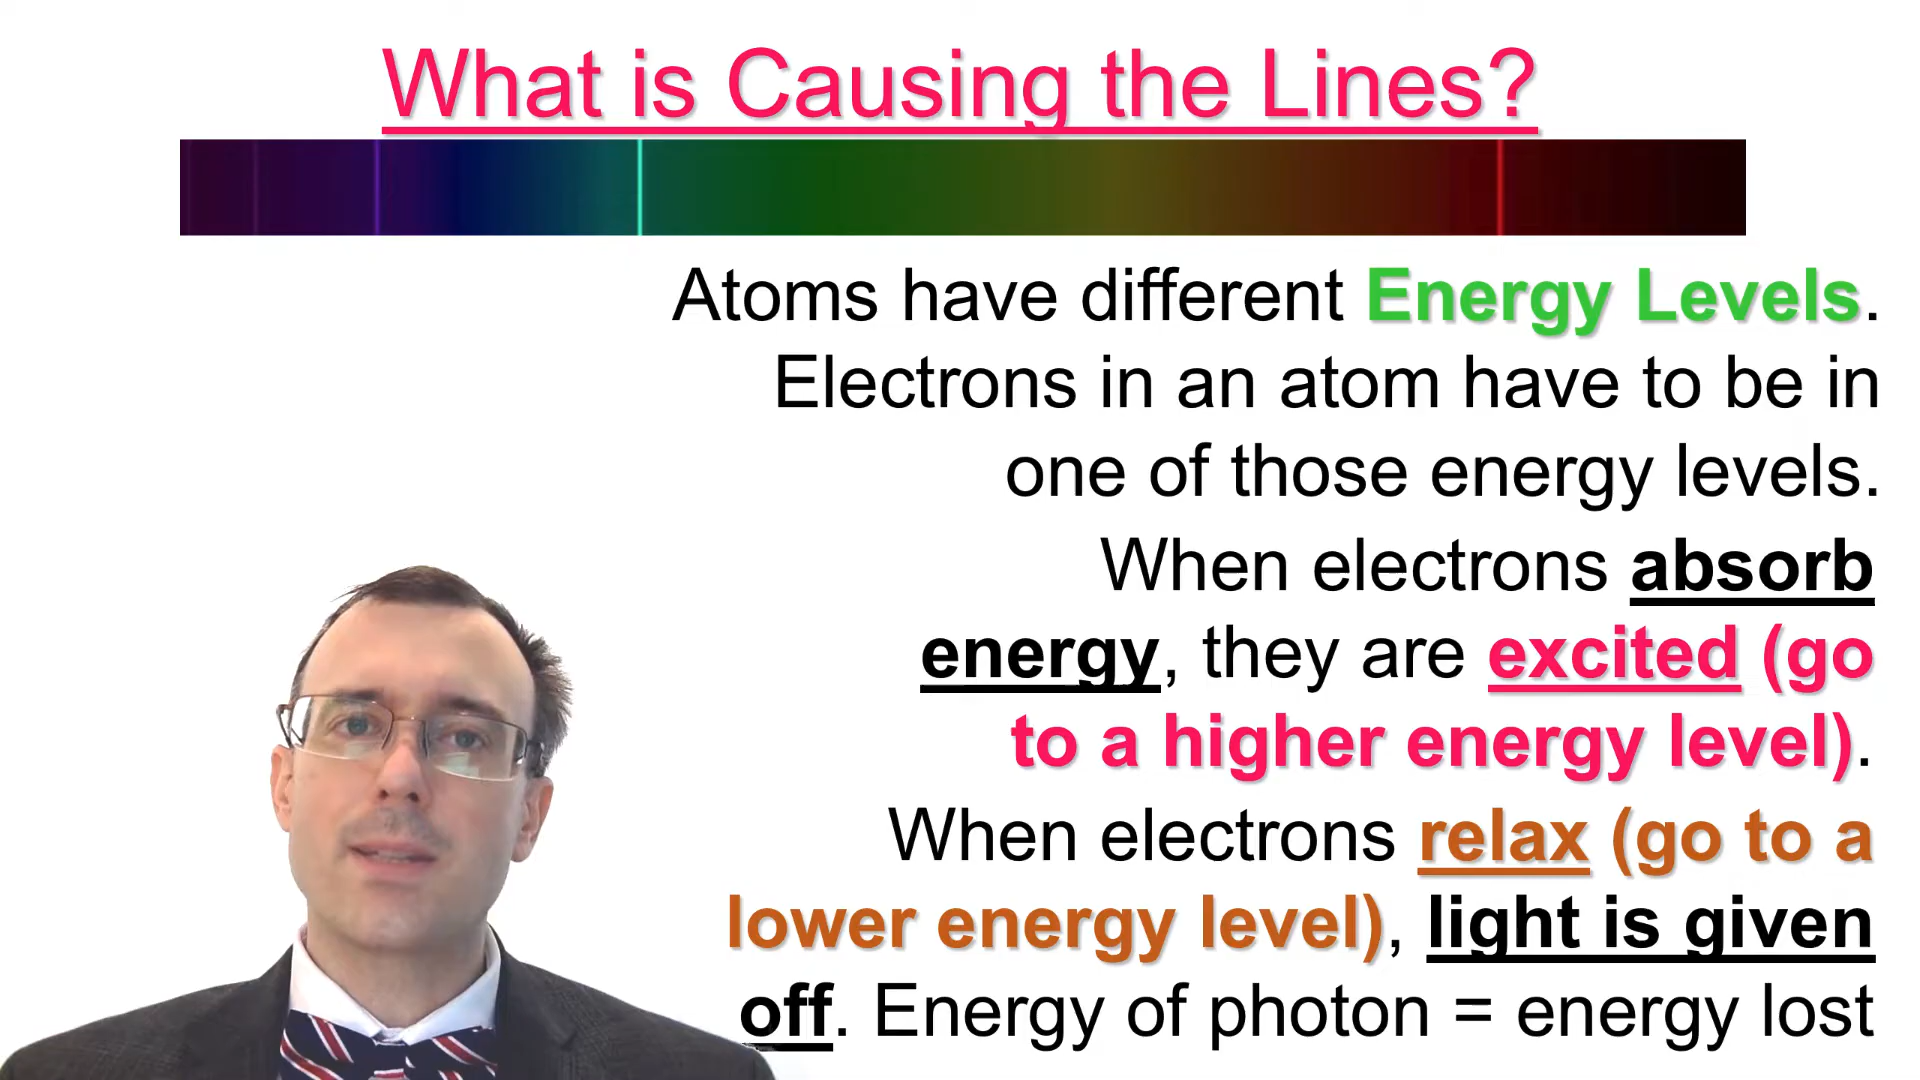 What is Causing the Lines?
Atoms have different Energy Levels.
Electrons in an atom have to be in
one of those energy levels.
When electrons absorb
energy, they are excited (go
to a higher energy level).
When electrons relax (go to a
lower energy level), light is given
off. Energy of photon = energy lost